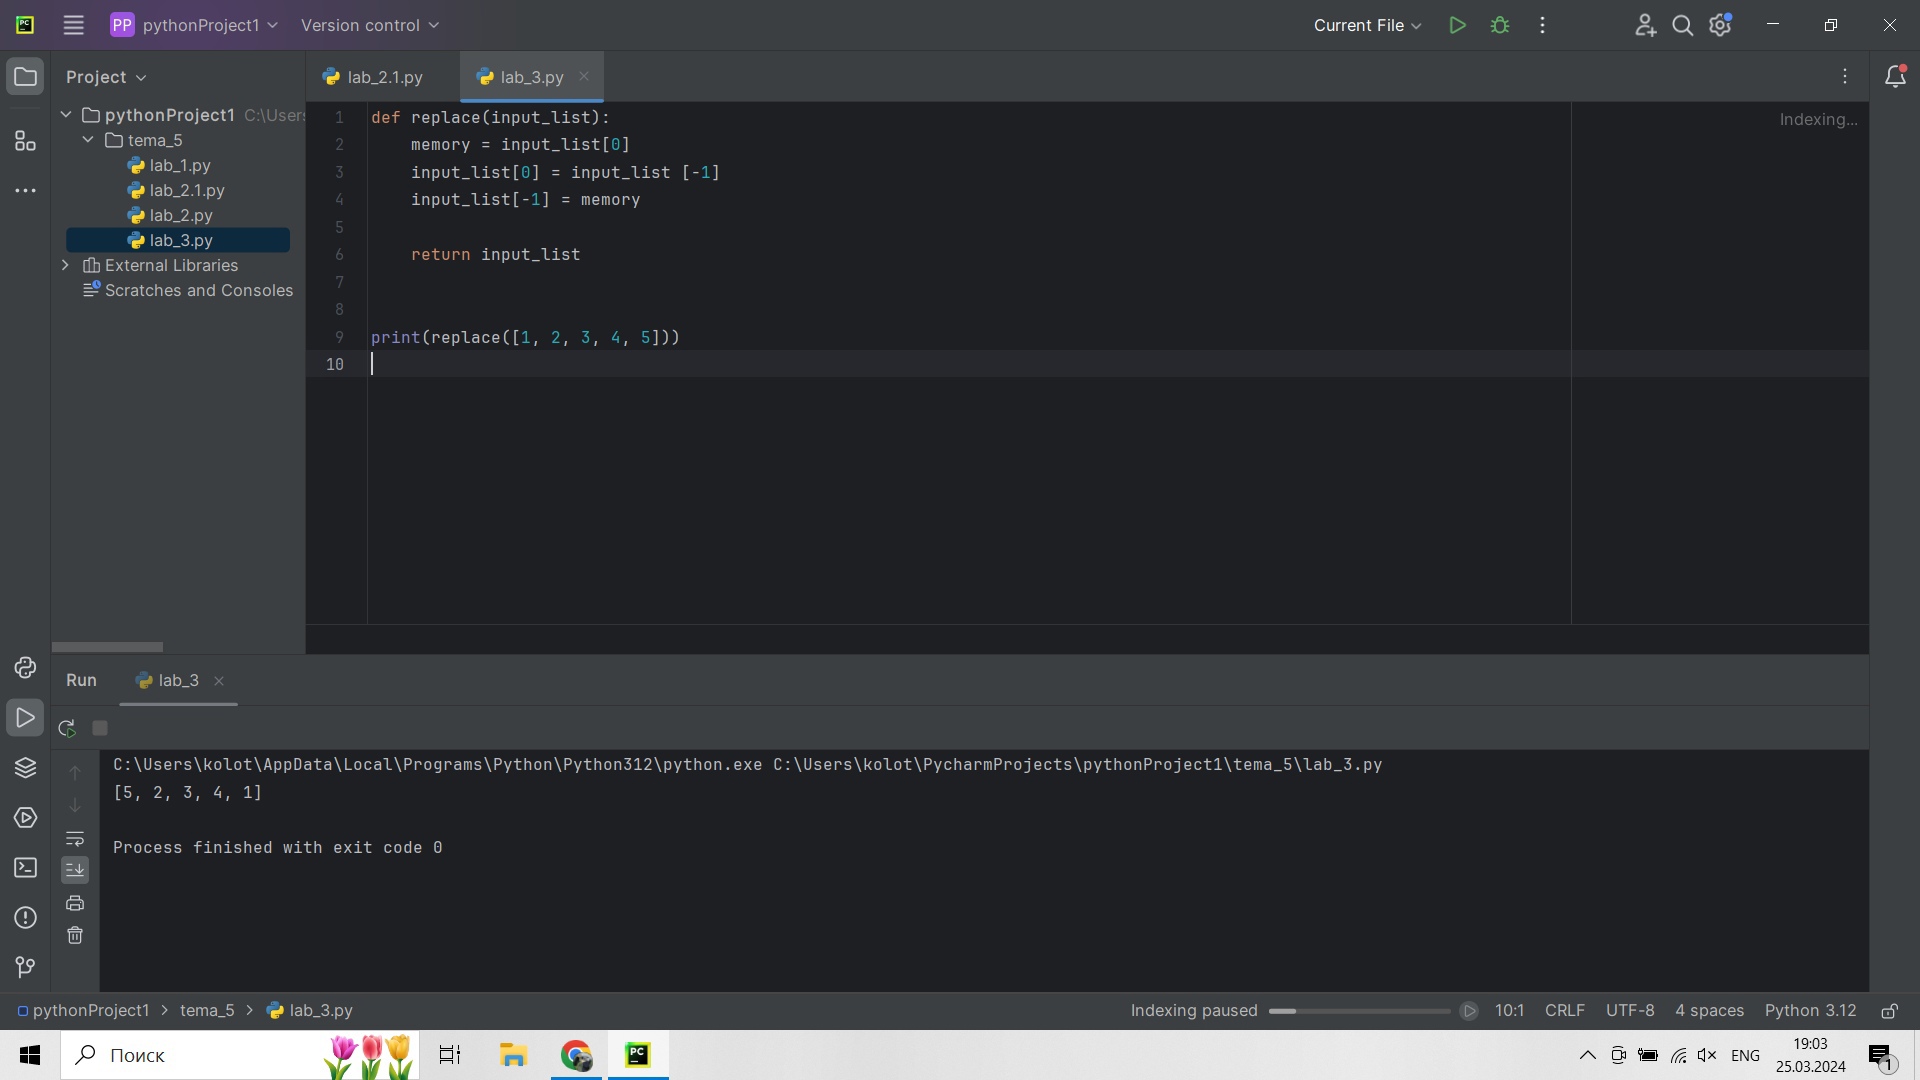 PP pythonProject1 Version control Current File
Project lab_2.1.py lab_3.py
pythonProject1 C:\Users
tema_5
lab_1.py
lab_2.1.py
lab_2.py
lab_3.py
External Libraries
Scratches and Consoles
Indexing...
1 def replace(input_list):
2 memory = input_list[0]
3 input_list[0] = input_list [-1]
4 input_list[-1] = memory
5
6 return input_list
7
8
9 print(replace([1, 2, 3, 4, 5]))
10
Run lab_3
C:\Users\kolot\AppData\Local\Programs\Python\Python312\python.exe C:\Users\kolot\PycharmProjects\pythonProject1\tema_5\lab_3.py
[5, 2, 3, 4, 1]
Process finished with exit code 0
pythonProject1 > tema_5 > lab_3.py Indexing paused 10:1 CRLF UTF-8 4 spaces Python 3.12
Поиск PC ENG 19:03
25.03.2024 1